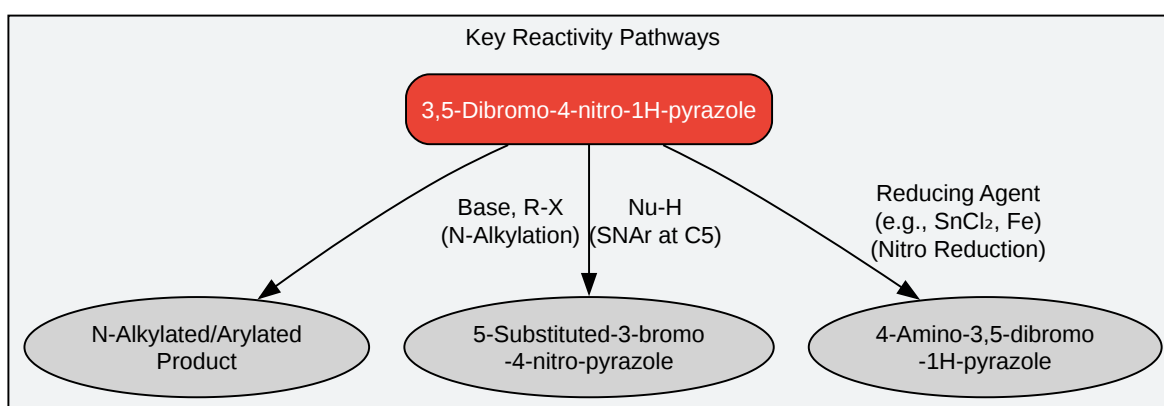 Key Reactivity Pathways
3,5-Dibromo-4-nitro-1H-pyrazole
Base, R-X
(N-Alkylation)
Nu-H
(SNAr at C5)
Reducing Agent
(e.g., SnCl₂, Fe)
(Nitro Reduction)
N-Alkylated/Arylated
Product
5-Substituted-3-bromo
-4-nitro-pyrazole
4-Amino-3,5-dibromo
-1H-pyrazole